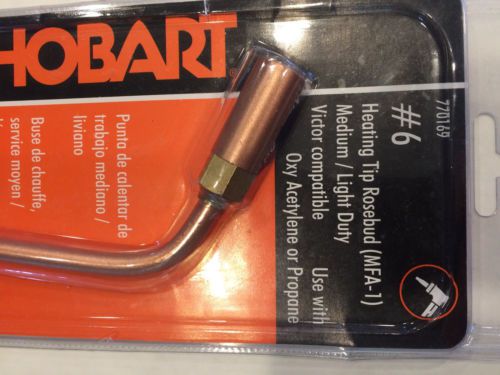 HOBART
770169
#6
Heating Tip Rosebud (MFA-1)
Medium / Light Duty
Victor compatible
Use with
Oxy Acetylene or Propane
Punta de calentar de
trabajo mediano /
liviano
Buse de chauffe,
service moyen /